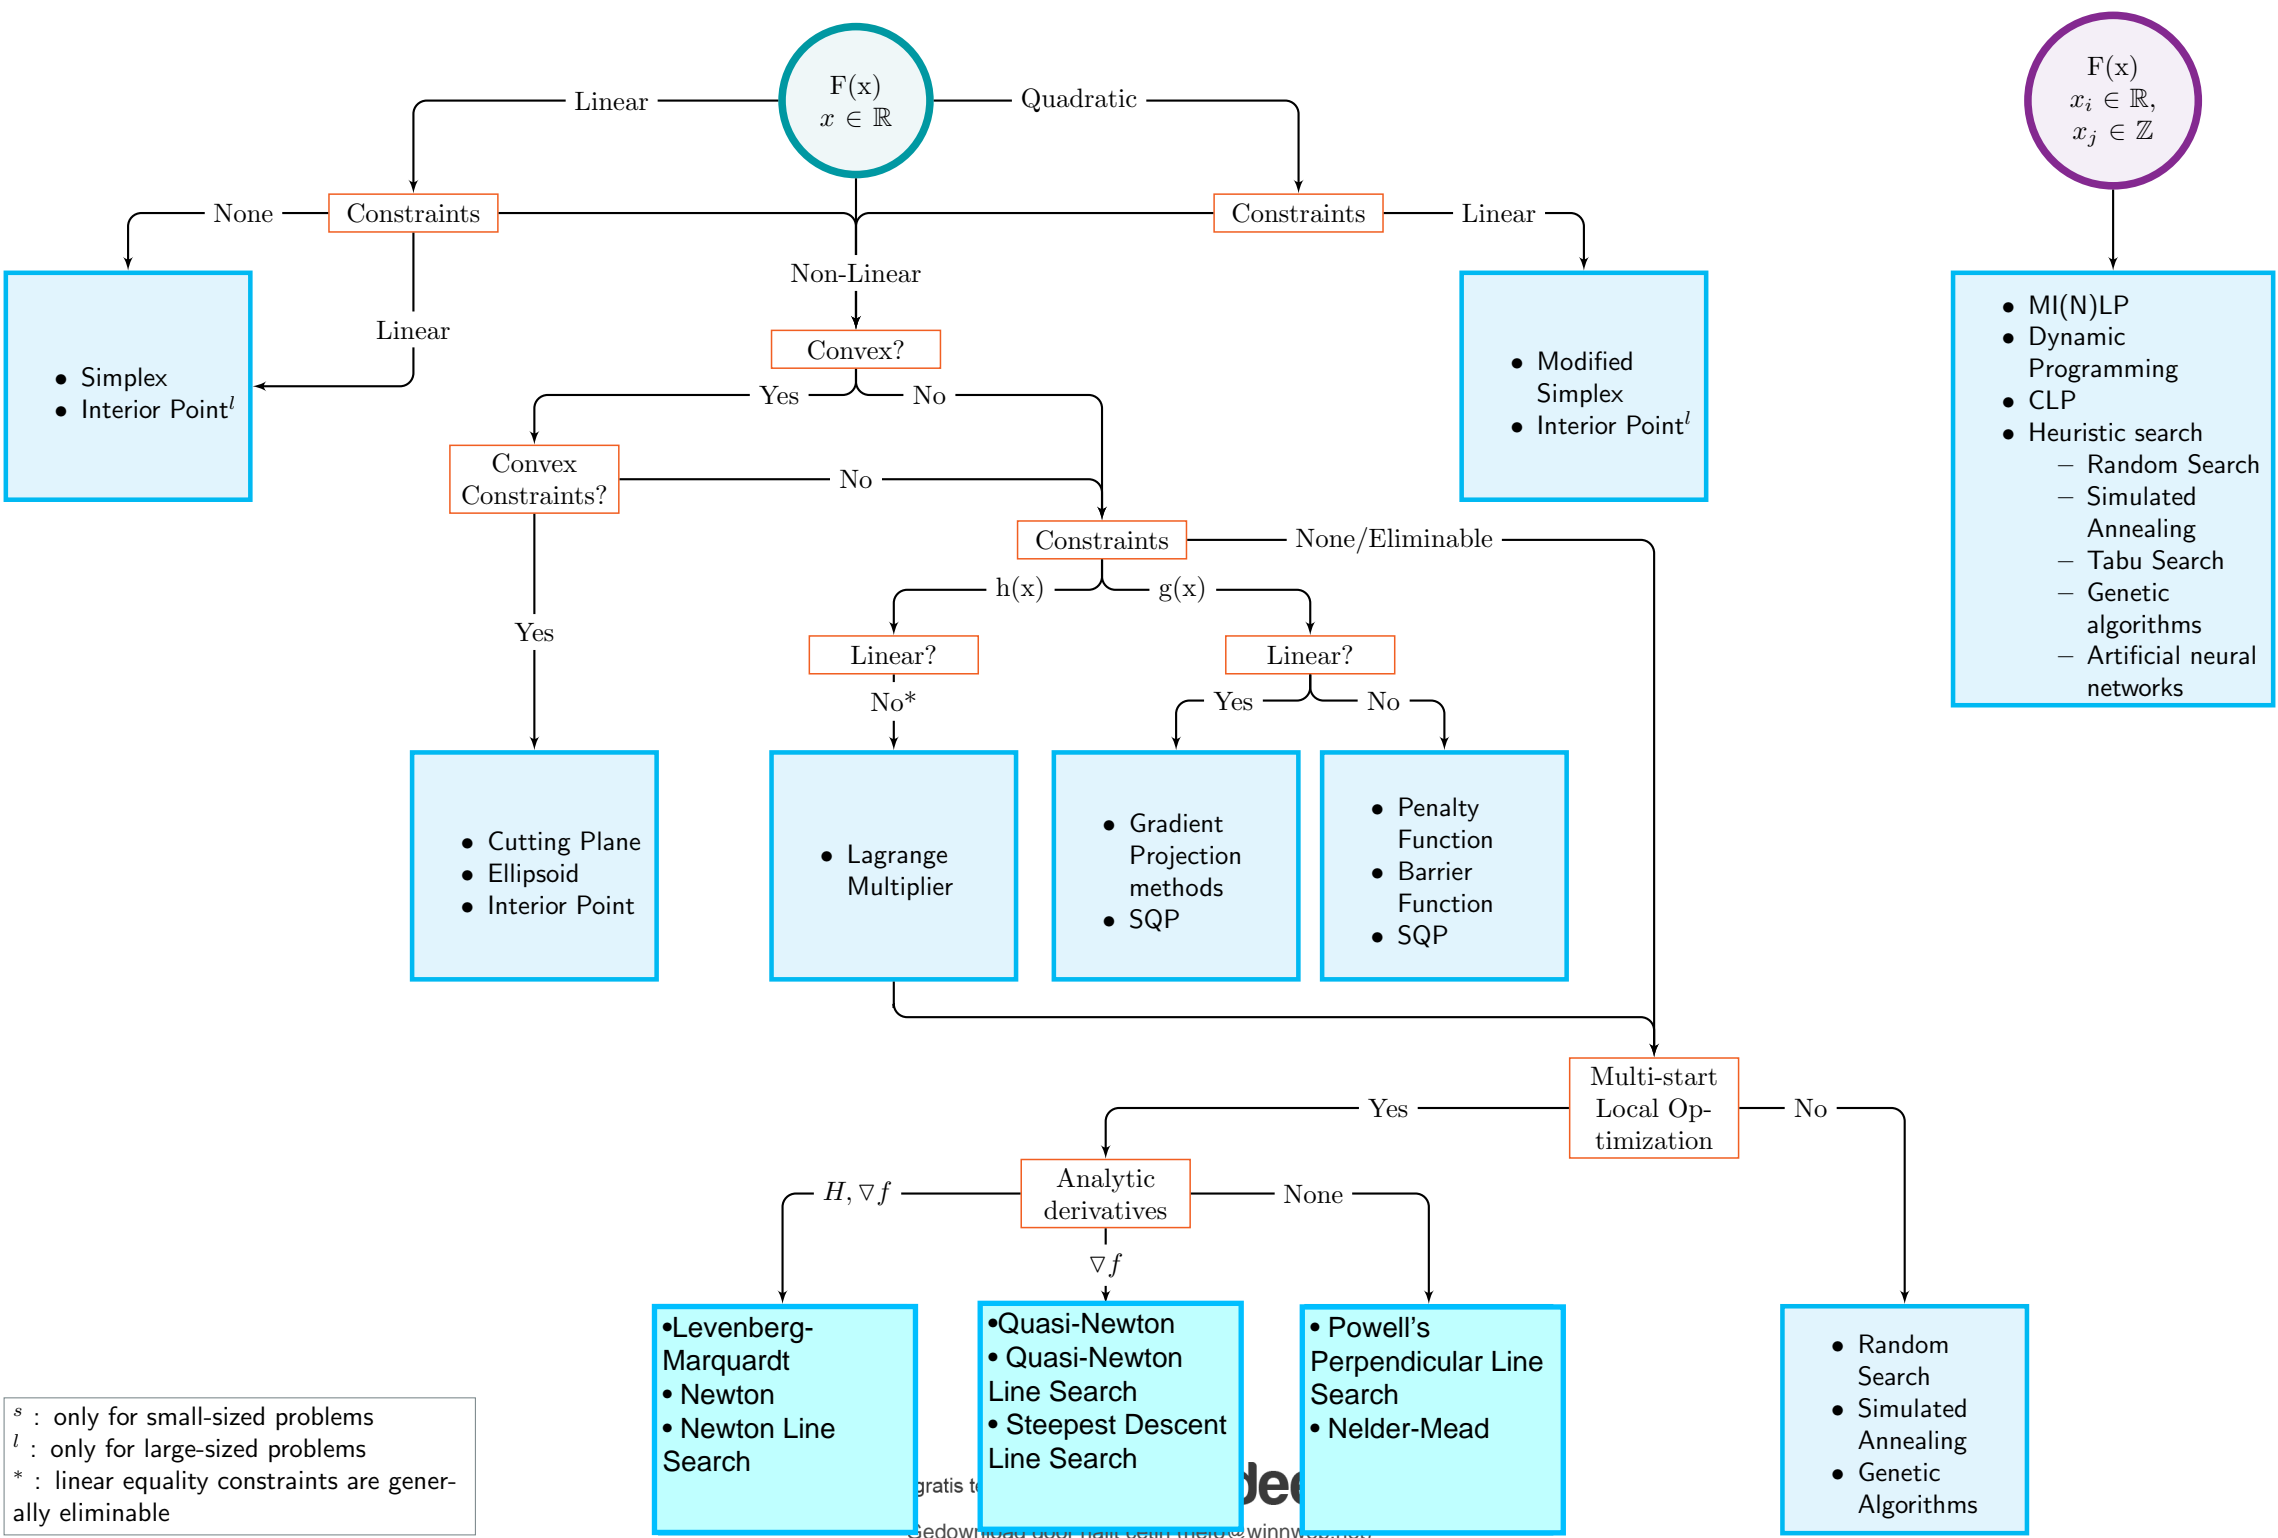 F(x)
x ∈ ℝ
F(x)
x_i ∈ ℝ,
x_j ∈ ℤ
Linear
Quadratic
None
Constraints
Constraints
Linear
Non-Linear
Linear
• Simplex
• Interior Point^l
Convex?
• Modified
Simplex
• Interior Point^l
• MI(N)LP
• Dynamic
Programming
• CLP
• Heuristic search
– Random Search
– Simulated
Annealing
– Tabu Search
– Genetic
algorithms
– Artificial neural
networks
Yes
No
Convex
Constraints?
No
Constraints
None/Eliminable
h(x)
g(x)
Yes
Linear?
Linear?
No*
Yes
No
• Cutting Plane
• Ellipsoid
• Interior Point
• Lagrange
Multiplier
• Gradient
Projection
methods
• SQP
• Penalty
Function
• Barrier
Function
• SQP
Multi-start
Local Op-
timization
Yes
No
Analytic
derivatives
H, ▽f
None
▽f
•Levenberg-
Marquardt
• Newton
• Newton Line
Search
•Quasi-Newton
• Quasi-Newton
Line Search
• Steepest Descent
Line Search
• Powell's
Perpendicular Line
Search
• Nelder-Mead
• Random
Search
• Simulated
Annealing
• Genetic
Algorithms
^s : only for small-sized problems
^l : only for large-sized problems
* : linear equality constraints are gener-
ally eliminable
gratis